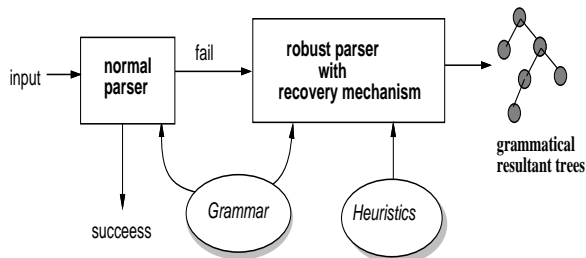 input
normal
parser
fail
robust parser
with
recovery mechanism
grammatical
resultant trees
Grammar
Heuristics
succeess